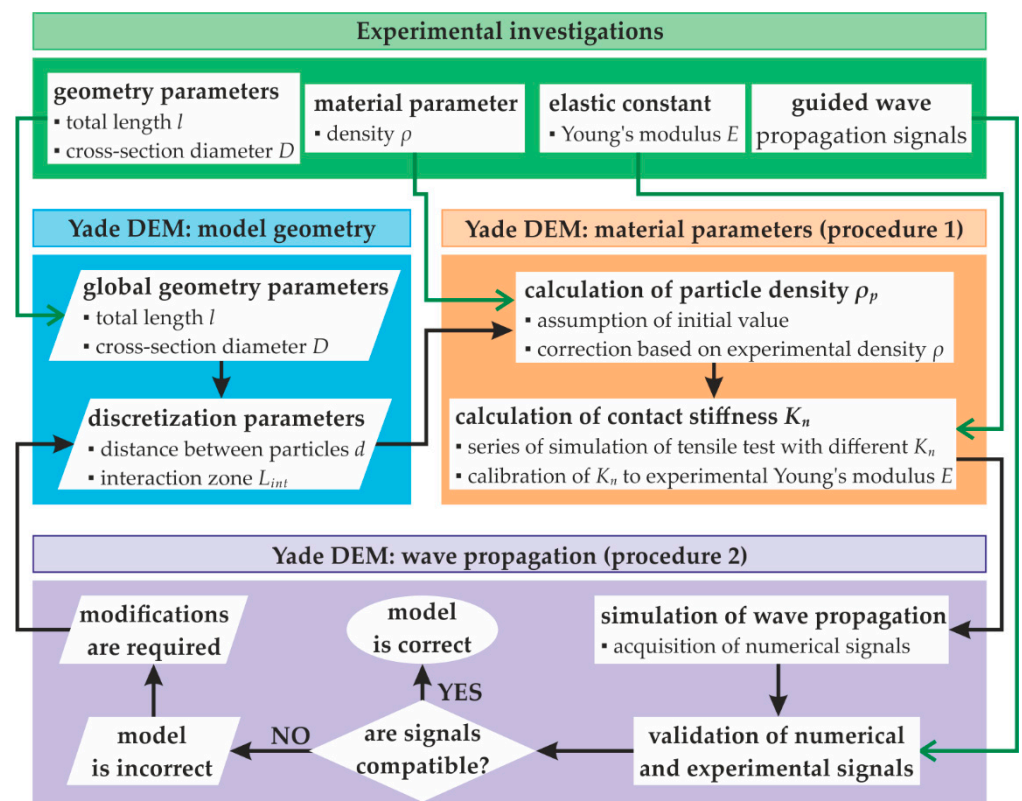 Experimental investigations
geometry parameters
▪ total length l
▪ cross-section diameter D
material parameter
▪ density ρ
elastic constant
▪ Young's modulus E
guided wave
propagation signals
Yade DEM: model geometry
global geometry parameters
▪ total length l
▪ cross-section diameter D
discretization parameters
▪ distance between particles d
▪ interaction zone L_int
Yade DEM: material parameters (procedure 1)
calculation of particle density ρ_p
▪ assumption of initial value
▪ correction based on experimental density ρ
calculation of contact stiffness K_n
▪ series of simulation of tensile test with different K_n
▪ calibration of K_n to experimental Young's modulus E
Yade DEM: wave propagation (procedure 2)
modifications
are required
model
is correct
simulation of wave propagation
▪ acquisition of numerical signals
YES
model
is incorrect
NO
are signals
compatible?
validation of numerical
and experimental signals